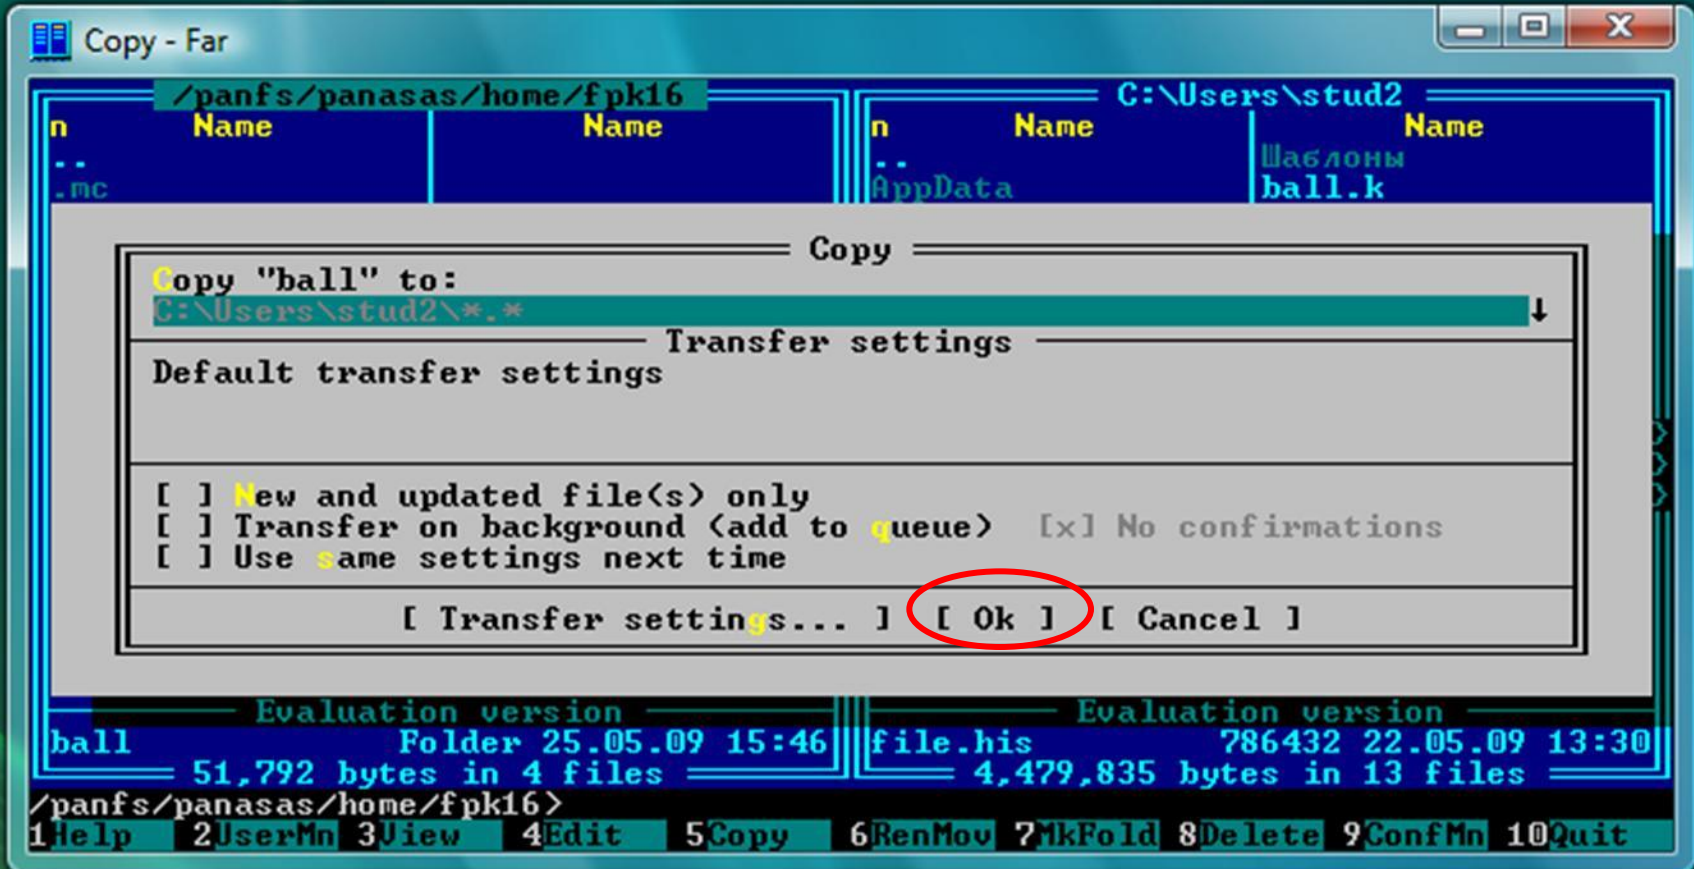 Copy - Far
/panfs/panasas/home/fpk16 C:\Users\stud2
n Name Name n Name Name
.. .. Шаблоны
.mc AppData ball.k
Copy
Copy "ball" to:
C:\Users\stud2\*.*
Transfer settings
Default transfer settings
[ ] New and updated file(s) only
[ ] Transfer on background (add to queue) [x] No confirmations
[ ] Use same settings next time
[ Transfer settings... ] [ Ok ] [ Cancel ]
Evaluation version Evaluation version
ball Folder 25.05.09 15:46 file.his 786432 22.05.09 13:30
51,792 bytes in 4 files 4,479,835 bytes in 13 files
/panfs/panasas/home/fpk16>
1Help 2UserMn 3View 4Edit 5Copy 6RenMov 7MkFold 8Delete 9ConfMn 10Quit